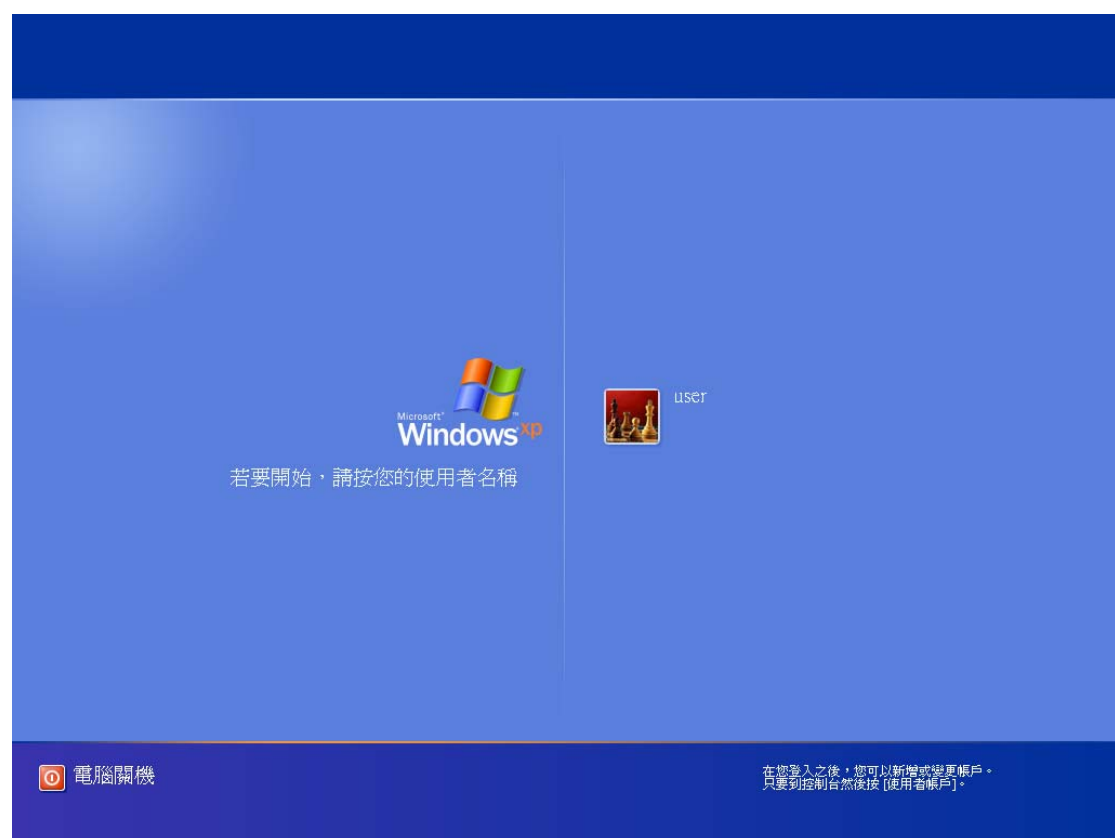 Microsoft®
Windows xp™
若要開始，請按您的使用者名稱
user
電腦關機
在您登入之後，您可以新增或變更帳戶。
只要到控制台然後按 [使用者帳戶]。